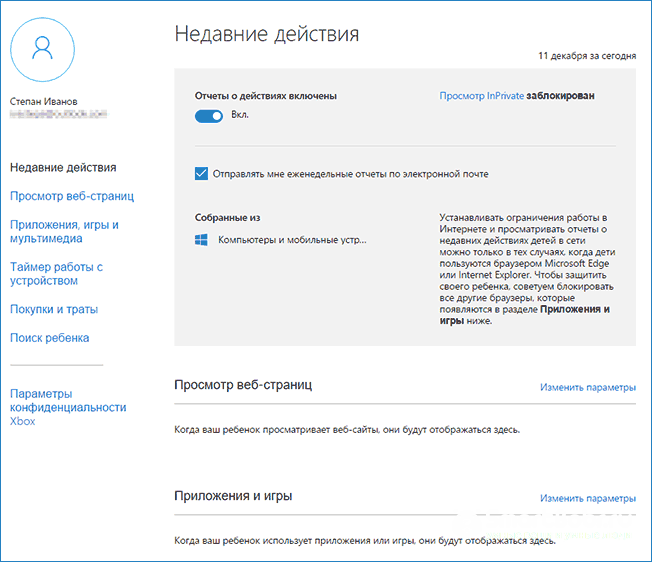 Недавние действия
11 декабря за сегодня
Степан Иванов
Недавние действия
Просмотр веб-страниц
Приложения, игры и
мультимедиа
Таймер работы с
устройством
Покупки и траты
Поиск ребенка
Параметры
конфиденциальности
Xbox
Отчеты о действиях включены
Вкл.
Просмотр InPrivate заблокирован
Отправлять мне еженедельные отчеты по электронной почте
Собранные из
Компьютеры и мобильные устр...
Устанавливать ограничения работы в
Интернете и просматривать отчеты о
недавних действиях детей в сети
можно только в тех случаях, когда дети
пользуются браузером Microsoft Edge
или Internet Explorer. Чтобы защитить
своего ребенка, советуем блокировать
все другие браузеры, которые
появляются в разделе Приложения и
игры ниже.
Просмотр веб-страниц
Изменить параметры
Когда ваш ребенок просматривает веб-сайты, они будут отображаться здесь.
Приложения и игры
Изменить параметры
Когда ваш ребенок использует приложения или игры, они будут отображаться здесь.